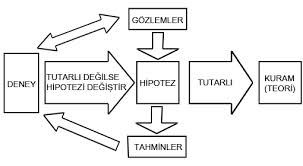 GÖZLEMLER
DENEY
TUTARLI DEĞİLSE
HİPOTEZİ DEĞİŞTİR
HİPOTEZ
TUTARLI
KURAM
(TEORİ)
TAHMİNLER